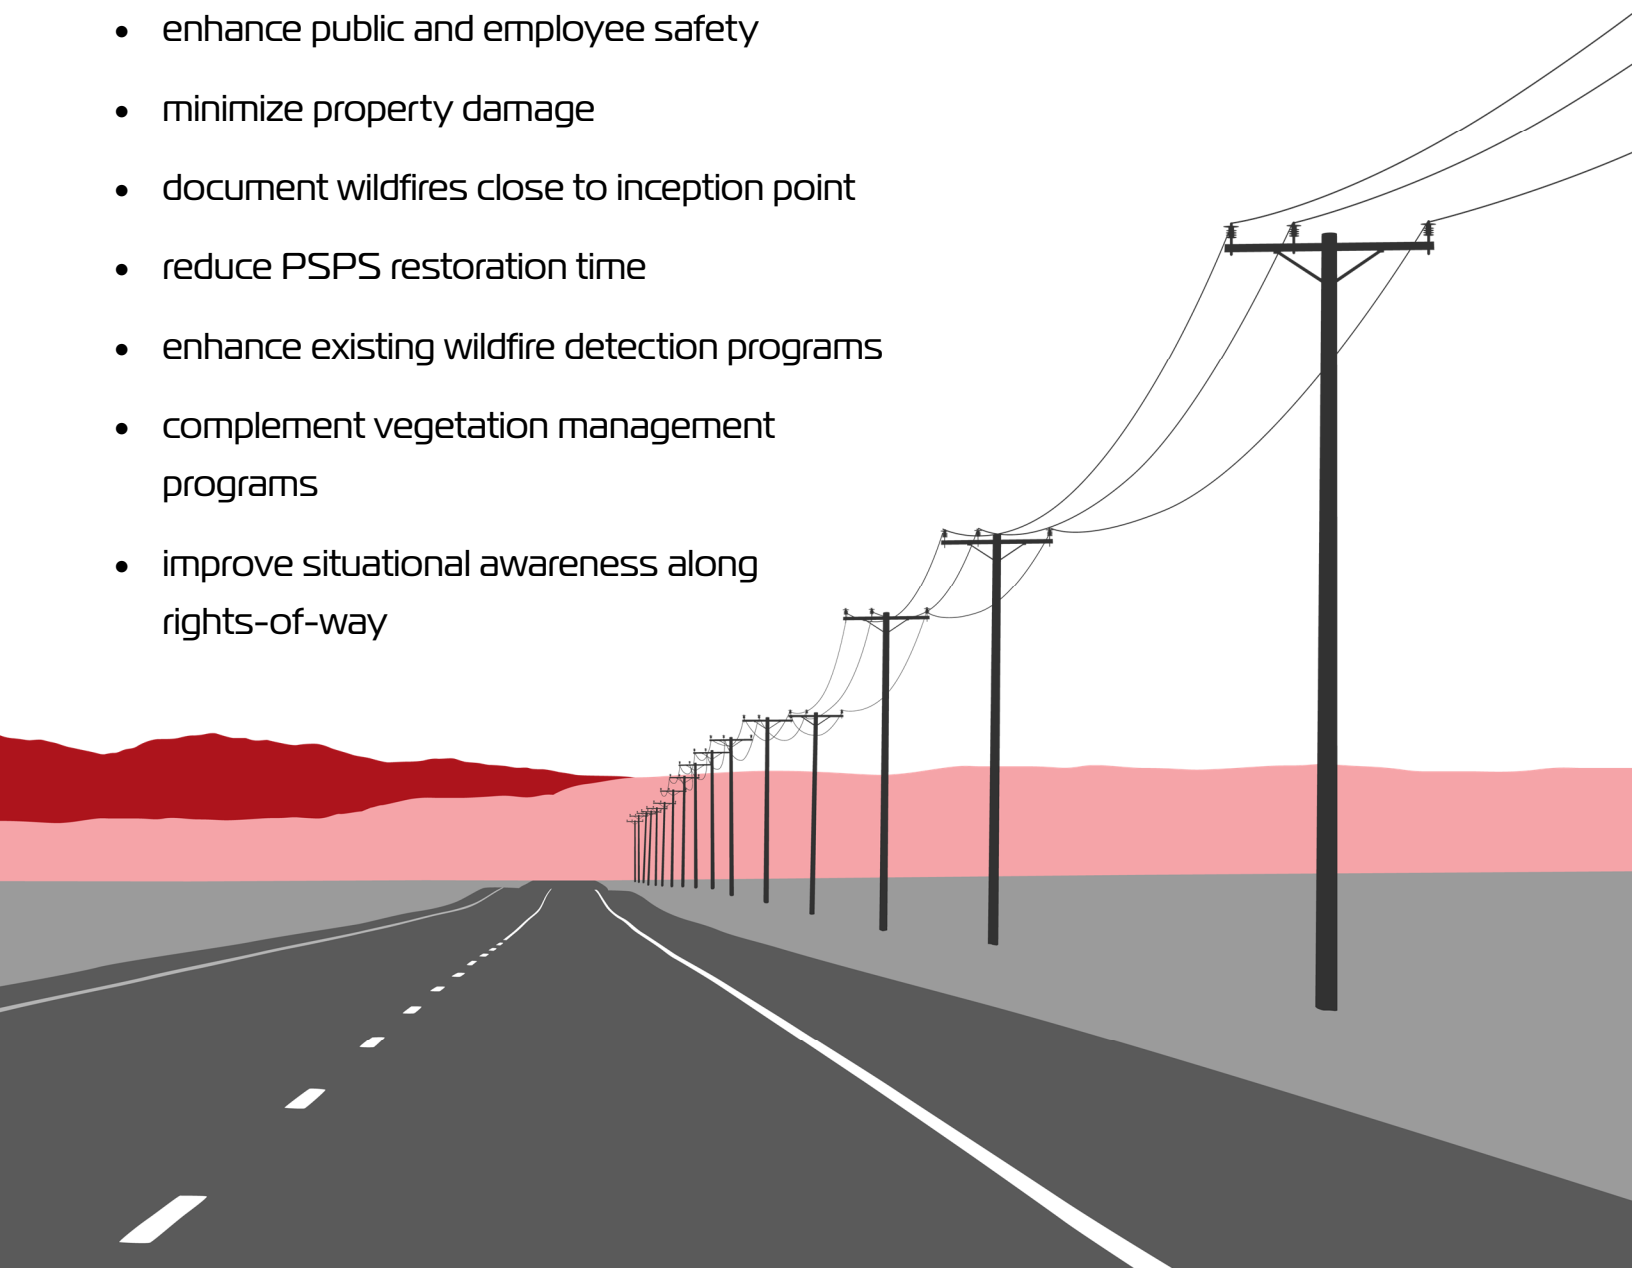 • enhance public and employee safety
• minimize property damage
• document wildfires close to inception point
• reduce PSPS restoration time
• enhance existing wildfire detection programs
• complement vegetation management
programs
• improve situational awareness along
rights-of-way